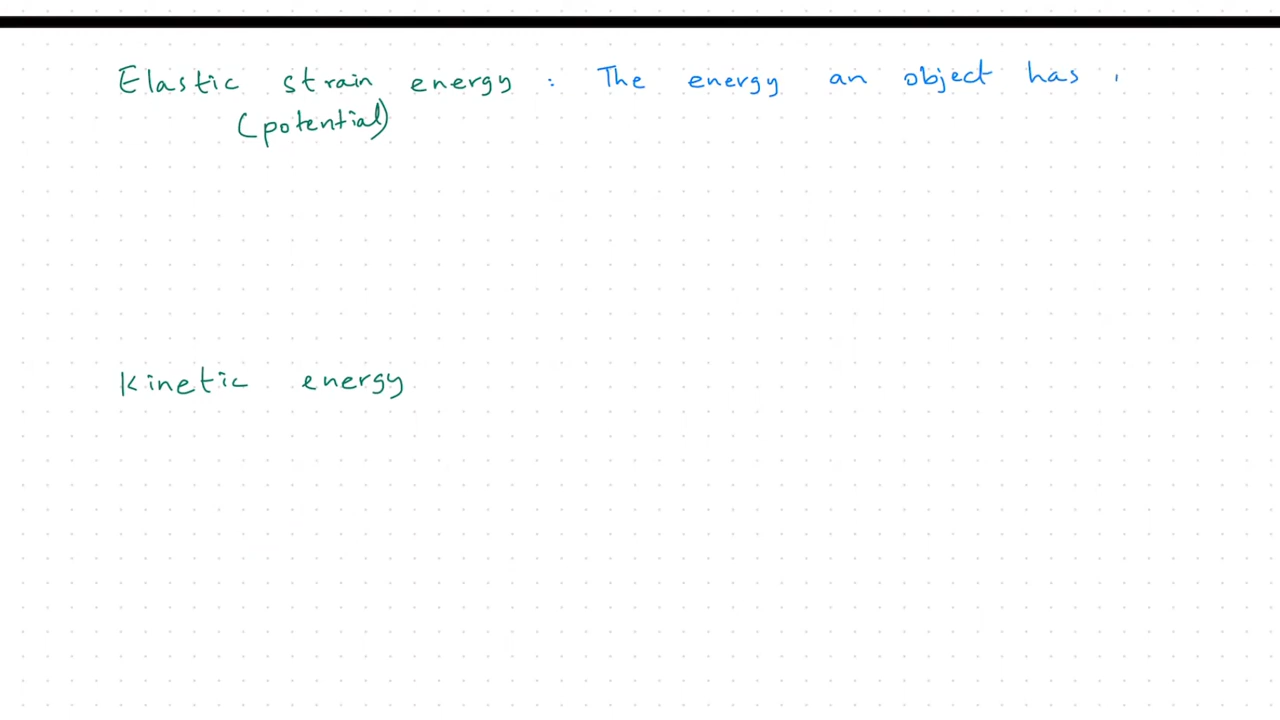 Elastic strain energy : The energy an object has
(potential)
Kinetic energy